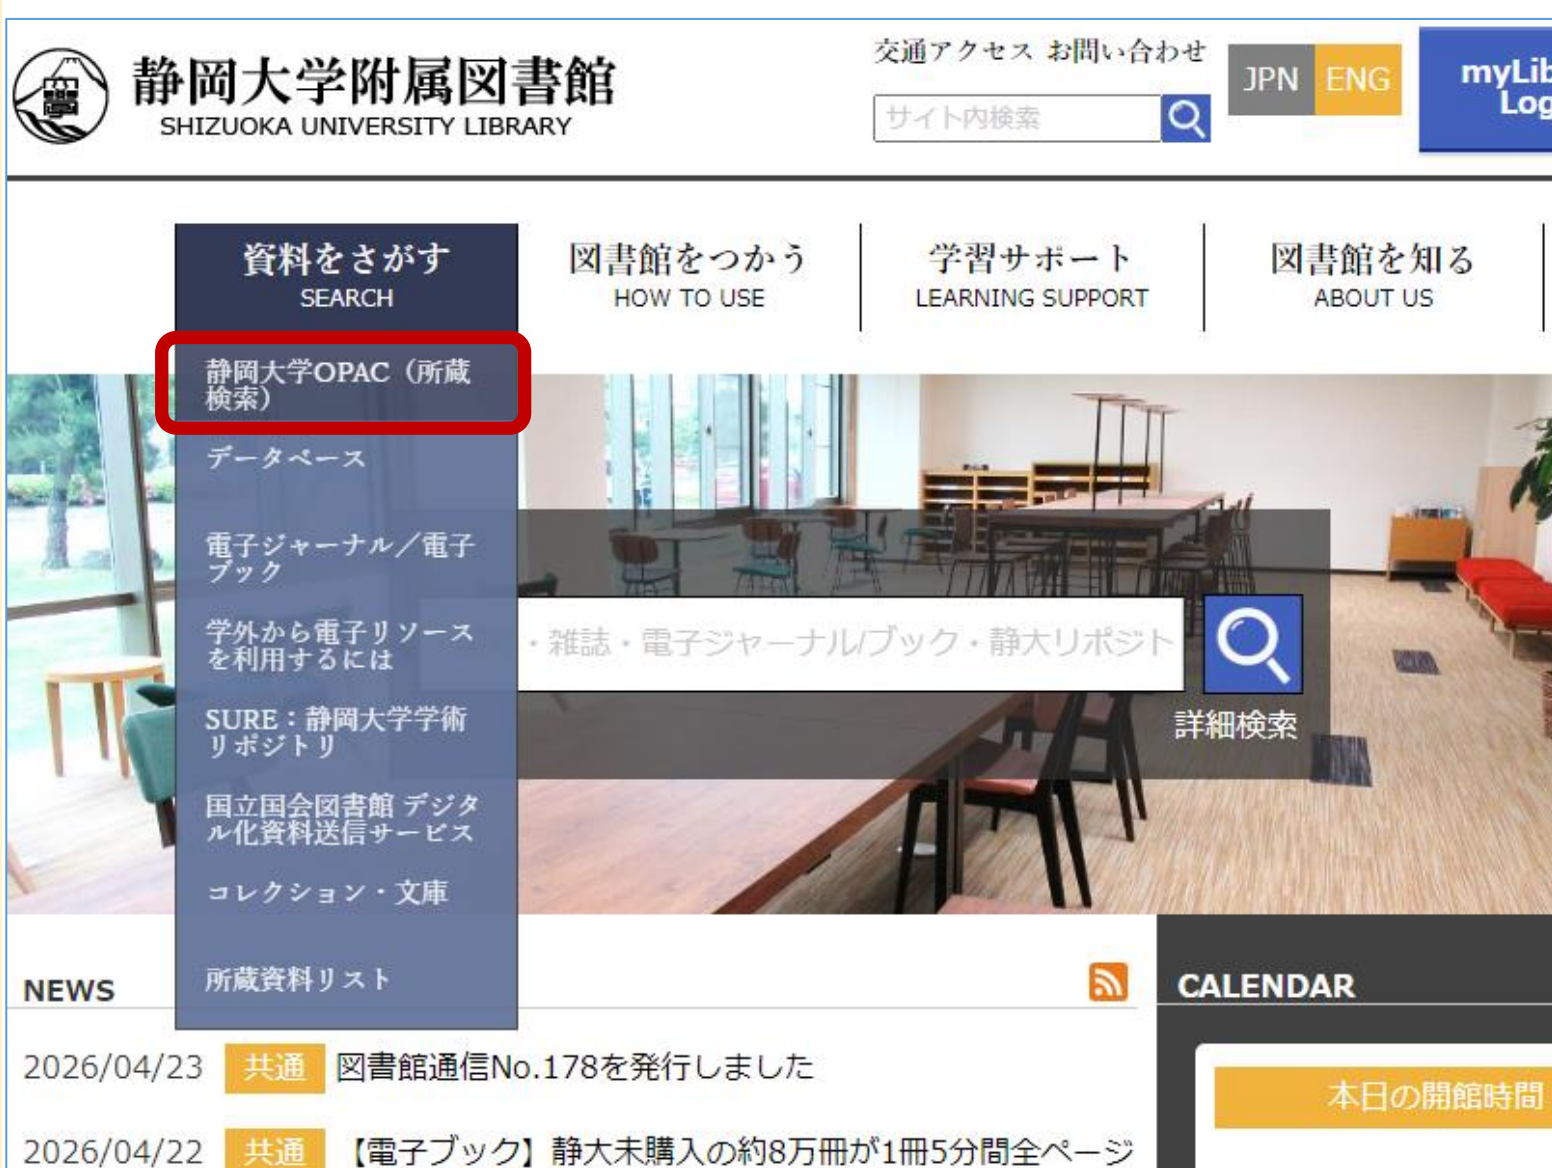 静岡大学附属図書館
SHIZUOKA UNIVERSITY LIBRARY
交通アクセス お問い合わせ
サイト内検索
JPN ENG
myLib
Log
資料をさがす
SEARCH
図書館をつかう
HOW TO USE
学習サポート
LEARNING SUPPORT
図書館を知る
ABOUT US
静岡大学OPAC（所蔵
検索）
データベース
電子ジャーナル／電子
ブック
学外から電子リソース
を利用するには
SURE：静岡大学学術
リポジトリ
国立国会図書館 デジタ
ル化資料送信サービス
コレクション・文庫
所蔵資料リスト
・雑誌・電子ジャーナル/ブック・静大リポジト
詳細検索
NEWS
2026/04/23 共通 図書館通信No.178を発行しました
2026/04/22 共通 【電子ブック】静大未購入の約8万冊が1冊5分間全ページ
CALENDAR
本日の開館時間